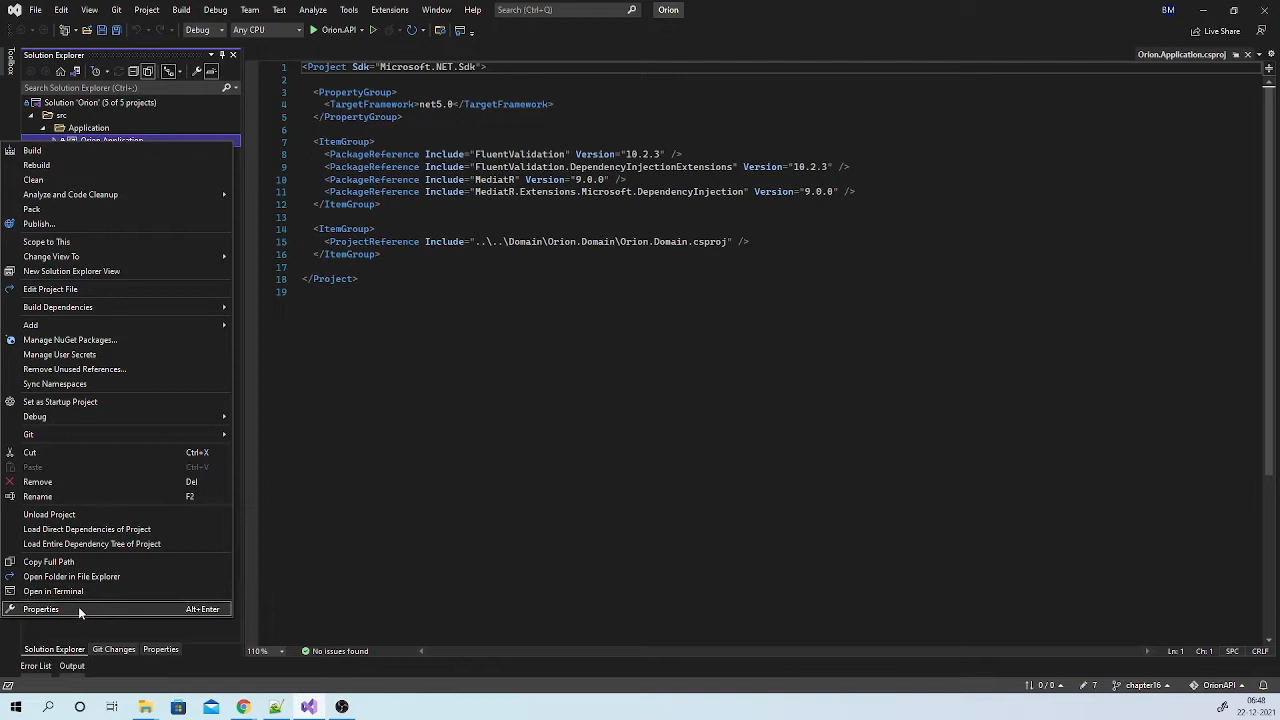 File Edit View Git Project Build Debug Team Test Analyze Tools Extensions Window Help Search (Ctrl+Q) Orion BM
Debug Any CPU Orion.API Live Share
Toolbox
Solution Explorer
Search Solution Explorer (Ctrl+;)
Solution 'Orion' (5 of 5 projects)
src
Application
Orion.Application
Build
Rebuild
Clean
Analyze and Code Cleanup
Pack
Publish...
Scope to This
Change View To
New Solution Explorer View
Edit Project File
Build Dependencies
Add
Manage NuGet Packages...
Manage User Secrets
Remove Unused References...
Sync Namespaces
Set as Startup Project
Debug
Git
Cut Ctrl+X
Paste Ctrl+V
Remove Del
Rename F2
Unload Project
Load Direct Dependencies of Project
Load Entire Dependency Tree of Project
Copy Full Path
Open Folder in File Explorer
Open in Terminal
Properties Alt+Enter
Solution Explorer Git Changes Properties
Error List Output
Orion.Application.csproj
1 <Project Sdk="Microsoft.NET.Sdk">
2
3 <PropertyGroup>
4 <TargetFramework>net5.0</TargetFramework>
5 </PropertyGroup>
6
7 <ItemGroup>
8 <PackageReference Include="FluentValidation" Version="10.2.3" />
9 <PackageReference Include="FluentValidation.DependencyInjectionExtensions" Version="10.2.3" />
10 <PackageReference Include="MediatR" Version="9.0.0" />
11 <PackageReference Include="MediatR.Extensions.Microsoft.DependencyInjection" Version="9.0.0" />
12 </ItemGroup>
13
14 <ItemGroup>
15 <ProjectReference Include="..\..\Domain\Orion.Domain\Orion.Domain.csproj" />
16 </ItemGroup>
17
18 </Project>
19
110 % No issues found Ln: 1 Ch: 1 SPC CRLF
0 / 0 7 chapter16 OrionAPI
06:48
22-12-2021